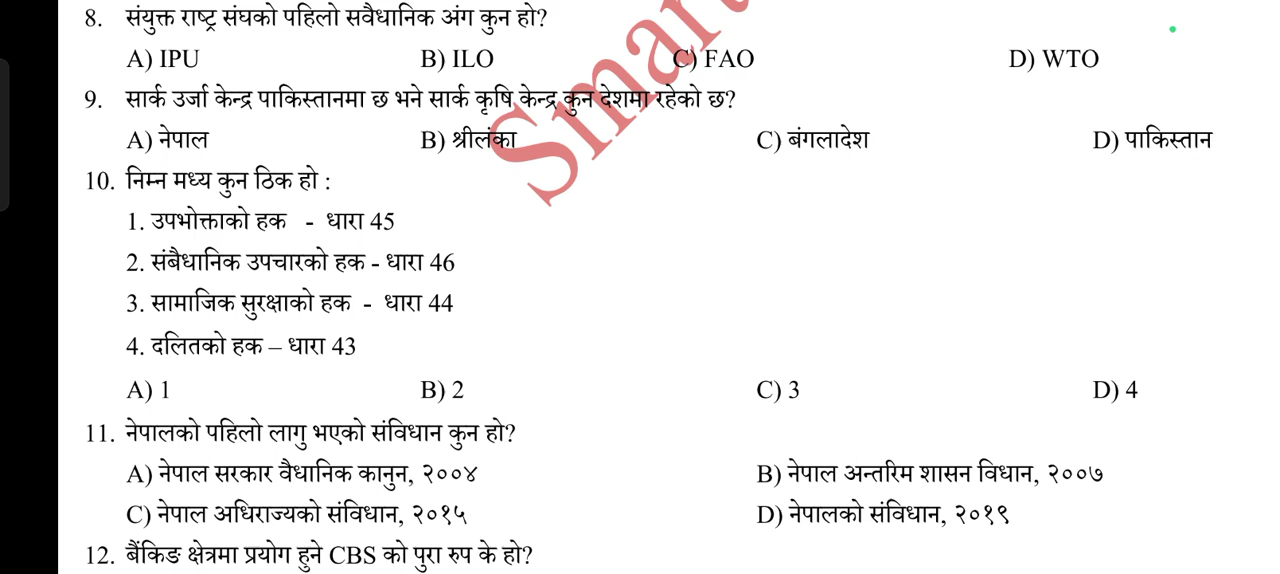 8. संयुक्त राष्ट्र संघको पहिलो सवैधानिक अंग कुन हो?
A) IPU B) ILO C) FAO D) WTO
9. सार्क उर्जा केन्द्र पाकिस्तानमा छ भने सार्क कृषि केन्द्र कुन देशमा रहेको छ?
A) नेपाल B) श्रीलंका C) बंगलादेश D) पाकिस्तान
10. निम्न मध्य कुन ठिक हो :
1. उपभोक्ताको हक - धारा 45
2. संबैधानिक उपचारको हक - धारा 46
3. सामाजिक सुरक्षाको हक - धारा 44
4. दलितको हक – धारा 43
A) 1 B) 2 C) 3 D) 4
11. नेपालको पहिलो लागु भएको संविधान कुन हो?
A) नेपाल सरकार वैधानिक कानुन, २००४ B) नेपाल अन्तरिम शासन विधान, २००७
C) नेपाल अधिराज्यको संविधान, २०१५ D) नेपालको संविधान, २०१९
12. बैंकिङ क्षेत्रमा प्रयोग हुने CBS को पुरा रुप के हो?
Smar